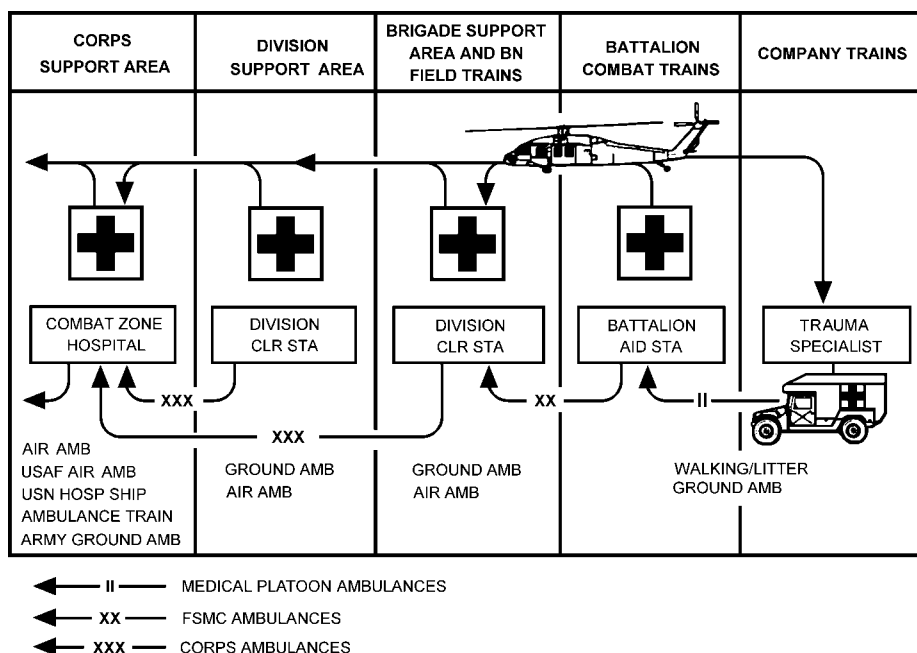 CORPS
SUPPORT AREA
DIVISION
SUPPORT AREA
BRIGADE SUPPORT
AREA AND BN
FIELD TRAINS
BATTALION
COMBAT TRAINS
COMPANY TRAINS
COMBAT ZONE
HOSPITAL
DIVISION
CLR STA
DIVISION
CLR STA
BATTALION
AID STA
TRAUMA
SPECIALIST
XXX
XX
II
XXX
AIR AMB
USAF AIR AMB
USN HOSP SHIP
AMBULANCE TRAIN
ARMY GROUND AMB
GROUND AMB
AIR AMB
GROUND AMB
AIR AMB
WALKING/LITTER
GROUND AMB
II MEDICAL PLATOON AMBULANCES
XX FSMC AMBULANCES
XXX CORPS AMBULANCES